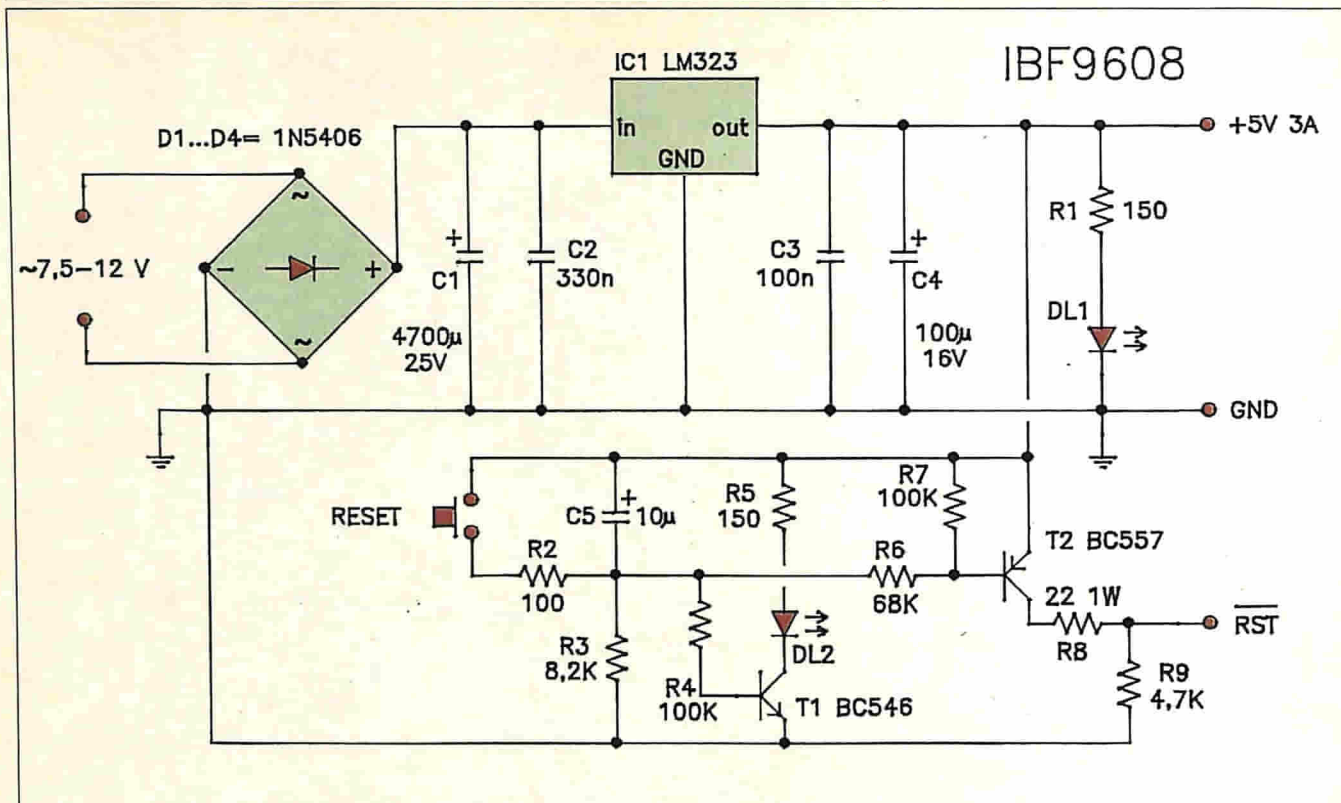 IBF9608
IC1 LM323
in
out
GND
+5V 3A
D1...D4= 1N5406
~
-
+
~
~7,5-12 V
+
C1
4700µ
25V
C2
330n
C3
100n
+
C4
100µ
16V
R1
150
DL1
GND
RESET
R2
100
C5
+
10µ
R3
8,2K
R4
100K
R5
150
DL2
T1 BC546
R6
68K
R7
100K
T2 BC557
22 1W
R8
RST
R9
4,7K